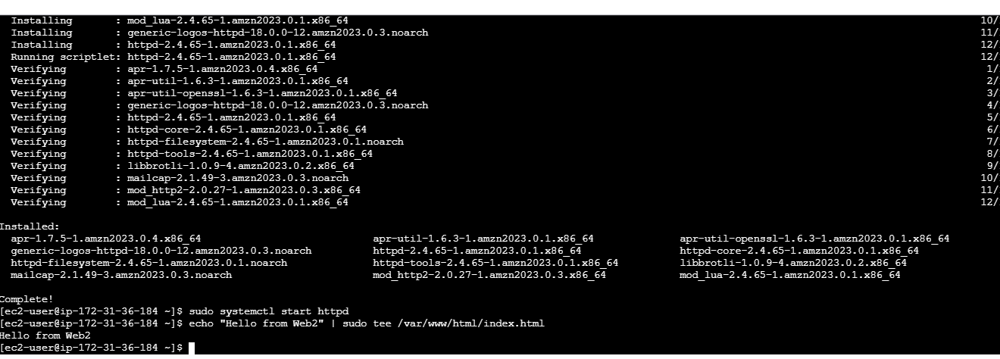 Installing : mod_lua-2.4.65-1.amzn2023.0.1.x86_64 10/
Installing : generic-logos-httpd-18.0.0-12.amzn2023.0.3.noarch 11/
Installing : httpd-2.4.65-1.amzn2023.0.1.x86_64 12/
Running scriptlet: httpd-2.4.65-1.amzn2023.0.1.x86_64 12/
Verifying : apr-1.7.5-1.amzn2023.0.4.x86_64 1/
Verifying : apr-util-1.6.3-1.amzn2023.0.1.x86_64 2/
Verifying : apr-util-openssl-1.6.3-1.amzn2023.0.1.x86_64 3/
Verifying : generic-logos-httpd-18.0.0-12.amzn2023.0.3.noarch 4/
Verifying : httpd-2.4.65-1.amzn2023.0.1.x86_64 5/
Verifying : httpd-core-2.4.65-1.amzn2023.0.1.x86_64 6/
Verifying : httpd-filesystem-2.4.65-1.amzn2023.0.1.noarch 7/
Verifying : httpd-tools-2.4.65-1.amzn2023.0.1.x86_64 8/
Verifying : libbrotli-1.0.9-4.amzn2023.0.2.x86_64 9/
Verifying : mailcap-2.1.49-3.amzn2023.0.3.noarch 10/
Verifying : mod_http2-2.0.27-1.amzn2023.0.3.x86_64 11/
Verifying : mod_lua-2.4.65-1.amzn2023.0.1.x86_64 12/
Installed:
apr-1.7.5-1.amzn2023.0.4.x86_64 apr-util-1.6.3-1.amzn2023.0.1.x86_64 apr-util-openssl-1.6.3-1.amzn2023.0.1.x86_64
generic-logos-httpd-18.0.0-12.amzn2023.0.3.noarch httpd-2.4.65-1.amzn2023.0.1.x86_64 httpd-core-2.4.65-1.amzn2023.0.1.x86_64
httpd-filesystem-2.4.65-1.amzn2023.0.1.noarch httpd-tools-2.4.65-1.amzn2023.0.1.x86_64 libbrotli-1.0.9-4.amzn2023.0.2.x86_64
mailcap-2.1.49-3.amzn2023.0.3.noarch mod_http2-2.0.27-1.amzn2023.0.3.x86_64 mod_lua-2.4.65-1.amzn2023.0.1.x86_64
Complete!
[ec2-user@ip-172-31-36-184 ~]$ sudo systemctl start httpd
[ec2-user@ip-172-31-36-184 ~]$ echo "Hello from Web2" | sudo tee /var/www/html/index.html
Hello from Web2
[ec2-user@ip-172-31-36-184 ~]$